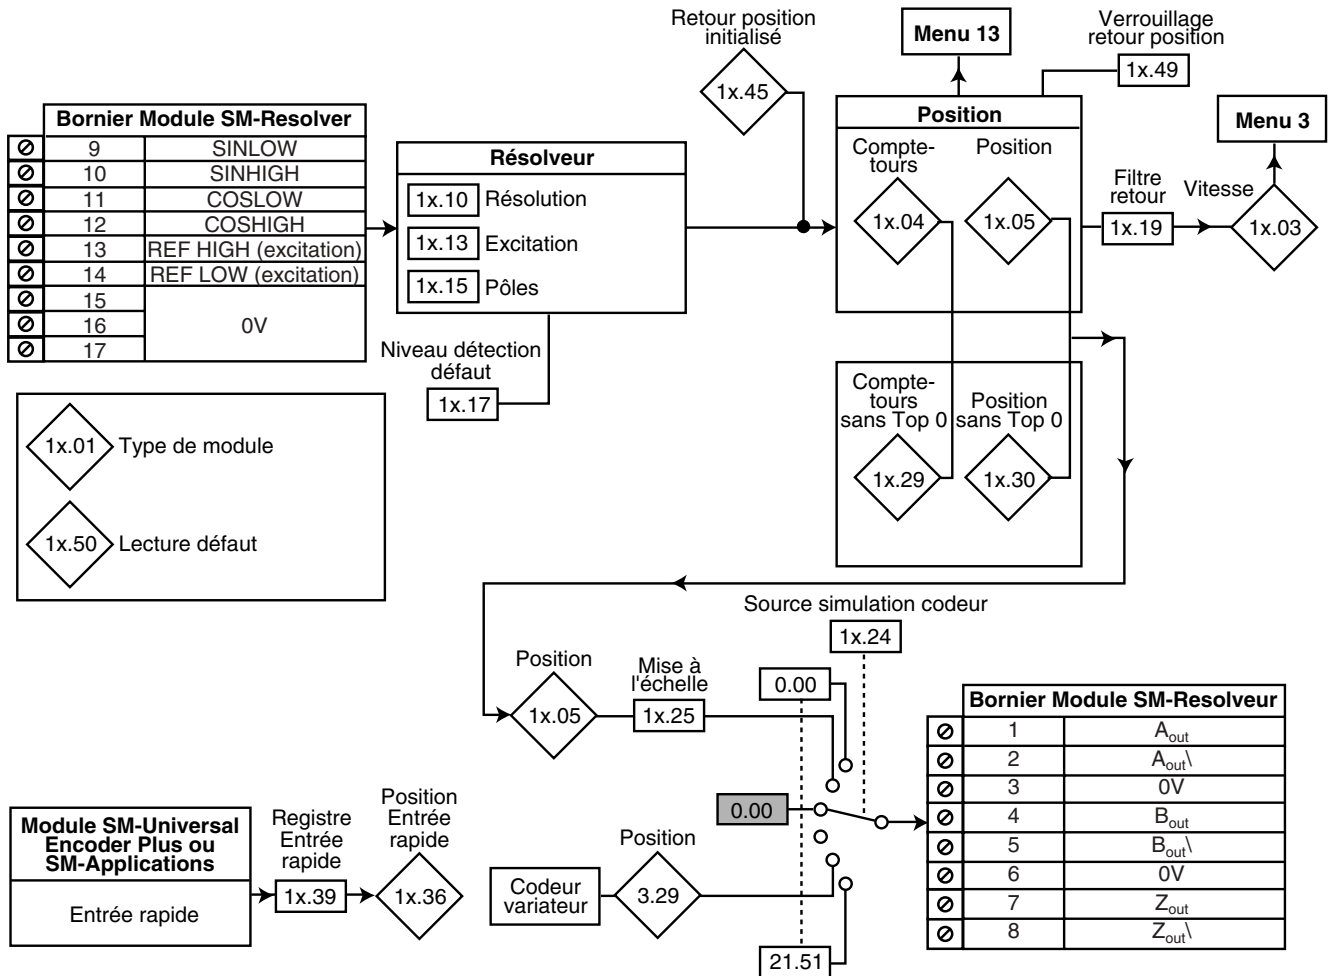 Retour position
initialisé
1x.45
Menu 13
Verrouillage
retour position
1x.49
Bornier Module SM-Resolver
9 SINLOW
10 SINHIGH
11 COSLOW
12 COSHIGH
13 REF HIGH (excitation)
14 REF LOW (excitation)
15
16 0V
17
Résolveur
1x.10 Résolution
1x.13 Excitation
1x.15 Pôles
Niveau détection
défaut
1x.17
Position
Compte-
tours
1x.04
Position
1x.05
Filtre
retour
1x.19
Vitesse
1x.03
Menu 3
Compte-
tours
sans Top 0
1x.29
Position
sans Top 0
1x.30
1x.01 Type de module
1x.50 Lecture défaut
Source simulation codeur
1x.24
Position
1x.05
Mise à
l'échelle
1x.25
0.00
0.00
21.51
Bornier Module SM-Resolveur
1 Aout
2 Aout\
3 0V
4 Bout
5 Bout\
6 0V
7 Zout
8 Zout\
Module SM-Universal
Encoder Plus ou
SM-Applications
Entrée rapide
Registre
Entrée
rapide
1x.39
Position
Entrée
rapide
1x.36
Codeur
variateur
Position
3.29